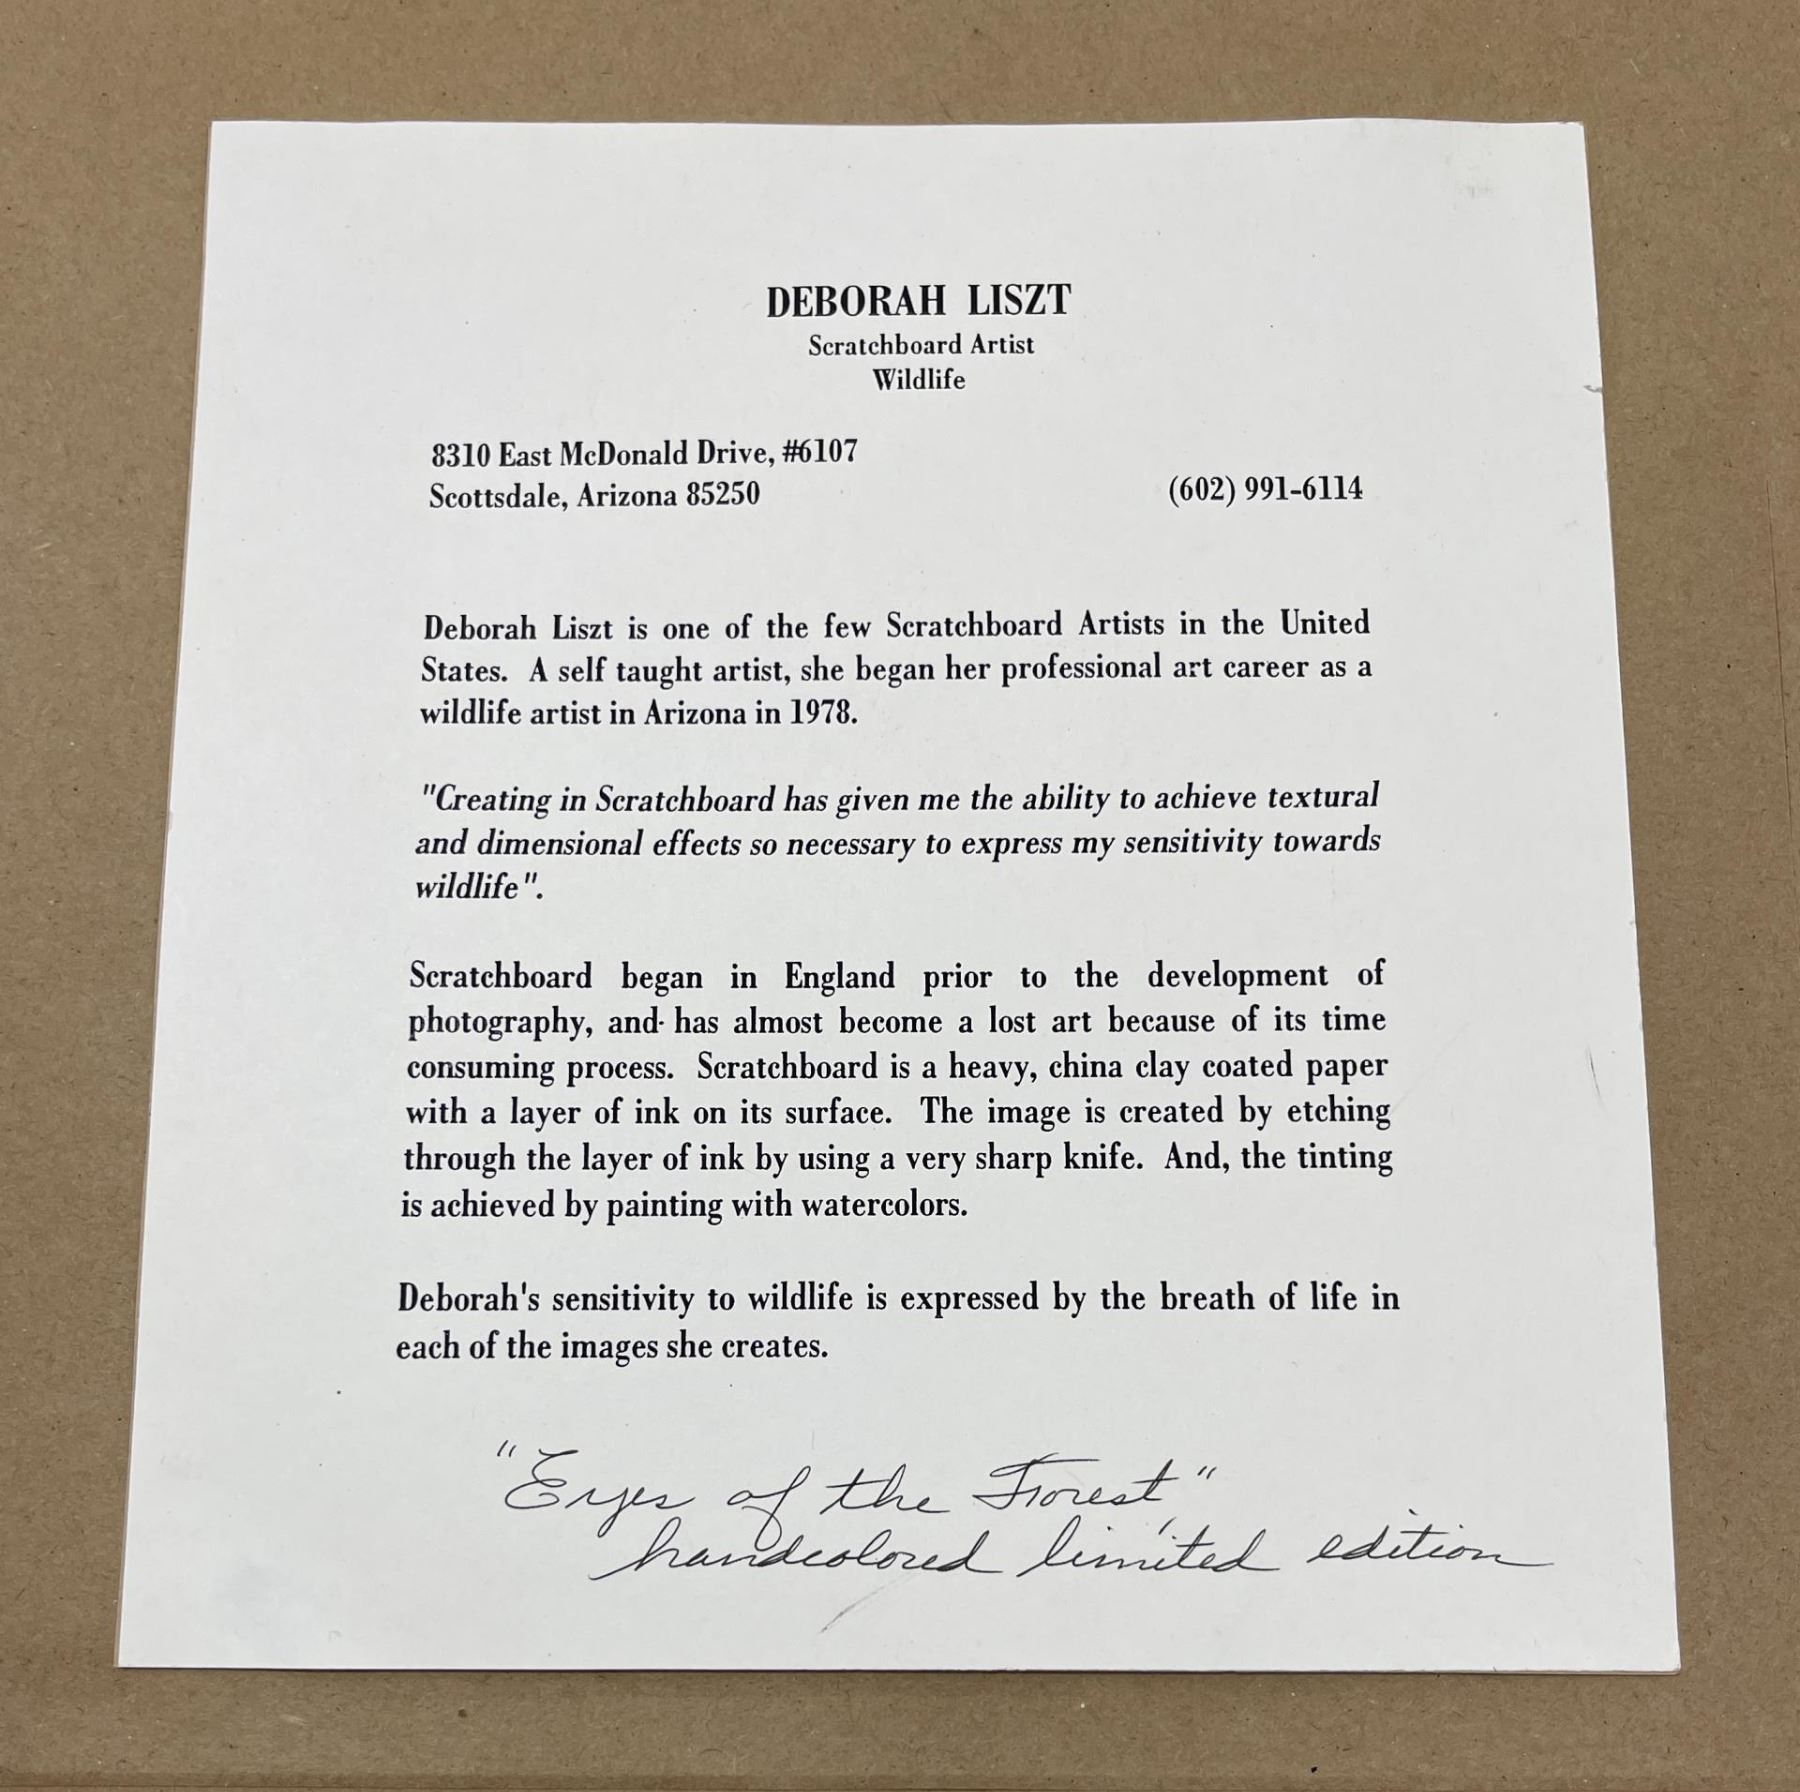 DEBORAH LISZT
Scratchboard Artist
Wildlife
8310 East McDonald Drive, #6107
Scottsdale, Arizona 85250
(602) 991-6114
Deborah Liszt is one of the few Scratchboard Artists in the United
States. A self taught artist, she began her professional art career as a
wildlife artist in Arizona in 1978.
"Creating in Scratchboard has given me the ability to achieve textural
and dimensional effects so necessary to express my sensitivity towards
wildlife".
Scratchboard began in England prior to the development of
photography, and has almost become a lost art because of its time
consuming process. Scratchboard is a heavy, china clay coated paper
with a layer of ink on its surface. The image is created by etching
through the layer of ink by using a very sharp knife. And, the tinting
is achieved by painting with watercolors.
Deborah's sensitivity to wildlife is expressed by the breath of life in
each of the images she creates.
"Eyes of the Forest"
handcolored limited edition